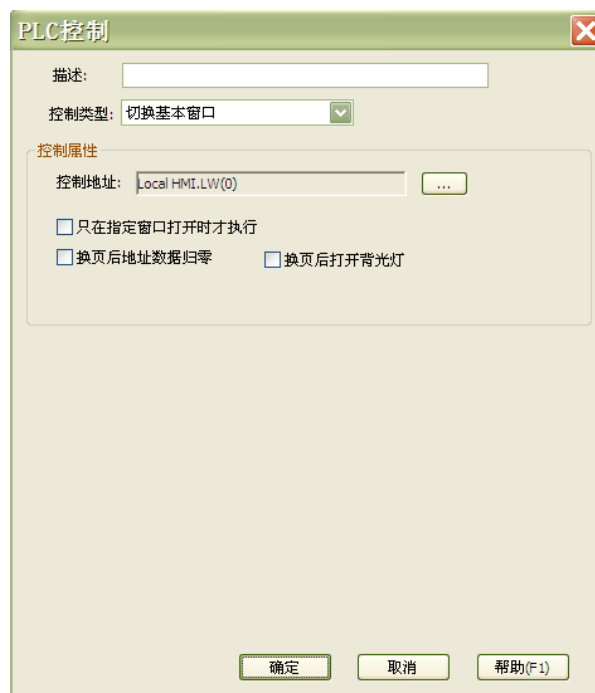 PLC控制
描述:
控制类型: 切换基本窗口
控制属性
控制地址: Local HMI.LW(0) ...
只在指定窗口打开时才执行
换页后地址数据归零 换页后打开背光灯
确定 取消 帮助(F1)